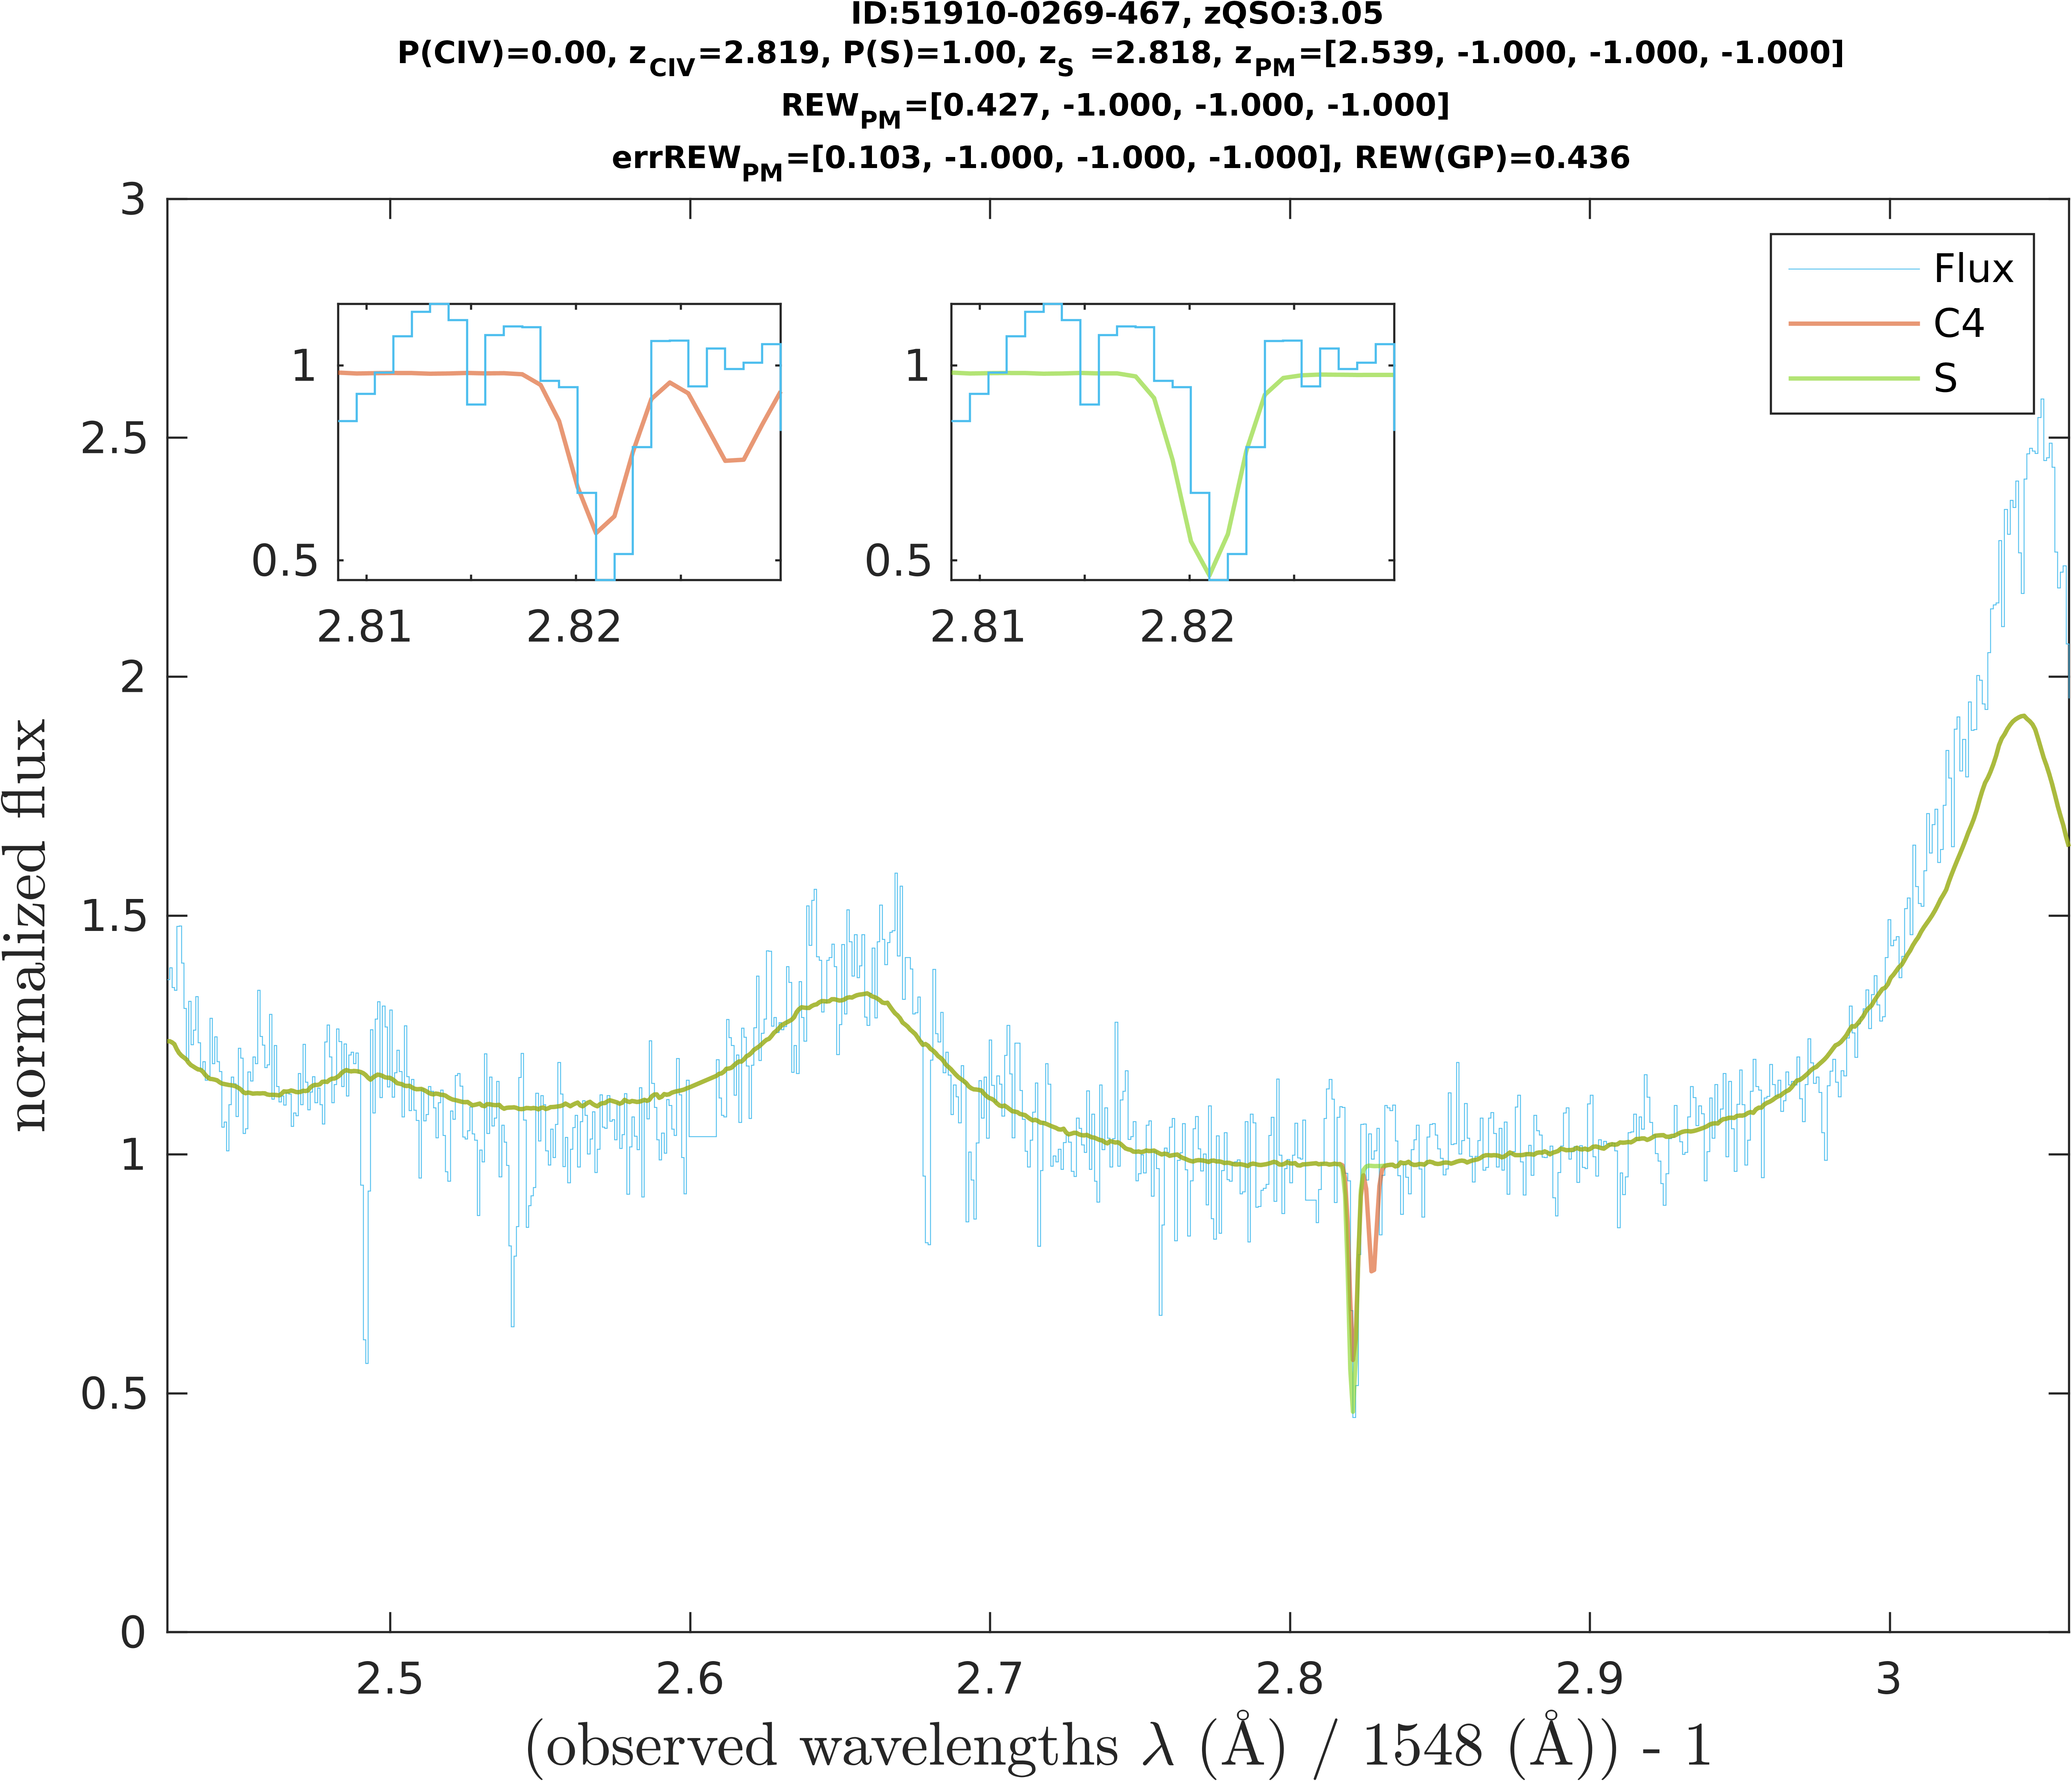 ID:51910-0269-467, zQSO:3.05
P(CIV)=0.00, z_CIV=2.819, P(S)=1.00, z_S =2.818, z_PM=[2.539, -1.000, -1.000, -1.000]
REW_PM=[0.427, -1.000, -1.000, -1.000]
errREW_PM=[0.103, -1.000, -1.000, -1.000], REW(GP)=0.436
3
2.5
2
1.5
1
0.5
0
normalized flux
Flux
C4
S
1
0.5
2.81 2.82
1
0.5
2.81 2.82
2.5 2.6 2.7 2.8 2.9 3
(observed wavelengths λ (Å) / 1548 (Å)) - 1